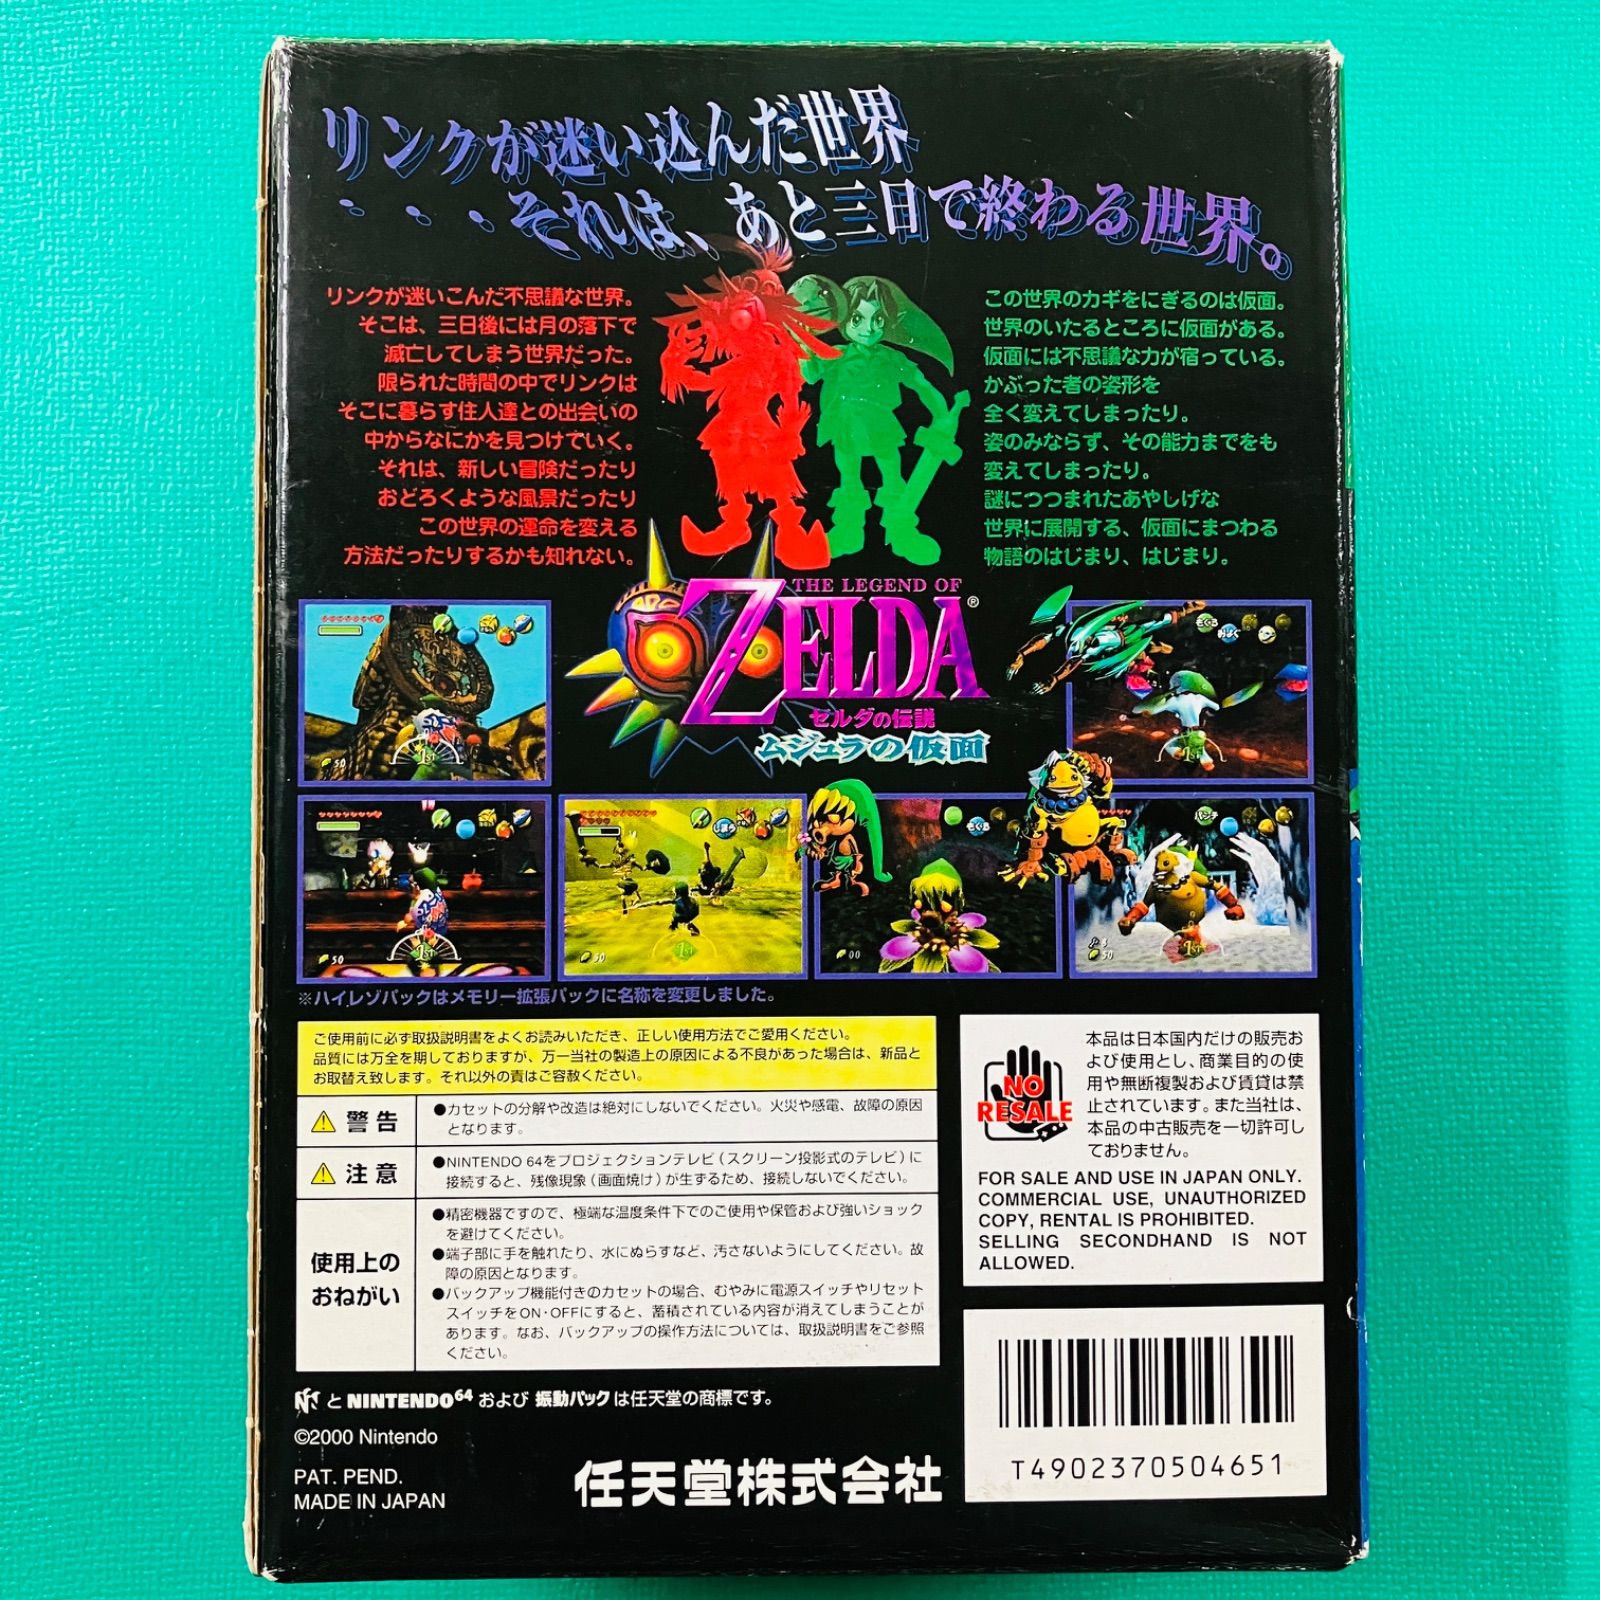 リンクが迷い込んだ世界
・・・それは、あと三日で終わる世界。
リンクが迷いこんだ不思議な世界。
そこは、三日後には月の落下で
滅亡してしまう世界だった。
限られた時間の中でリンクは
そこに暮らす住人達との出会いの
中からなにかを見つけていく。
それは、新しい冒険だったり
おどろくような風景だったり
この世界の運命を変える
方法だったりするかも知れない。
この世界のカギをにぎるのは仮面。
世界のいたるところに仮面がある。
仮面には不思議な力が宿っている。
かぶった者の姿形を
全く変えてしまったり。
姿のみならず、その能力までをも
変えてしまったり。
謎につつまれたあやしげな
世界に展開する、仮面にまつわる
物語のはじまり、はじまり。
THE LEGEND OF
ZELDA®
ゼルダの伝説
ムジュラの仮面
50
1ST
もぐる
およぐ
50
1ST
50
1ST
しまう
50
1ST
もぐる
00
パンチ
3
50
1ST
※ハイレゾパックはメモリー拡張パックに名称を変更しました。
ご使用前に必ず取扱説明書をよくお読みいただき、正しい使用方法でご愛用ください。
品質には万全を期しておりますが、万一当社の製造上の原因による不良があった場合は、新品と
お取替え致します。それ以外の責はご容赦ください。
警告
●カセットの分解や改造は絶対にしないでください。火災や感電、故障の原因
となります。
注意
●NINTENDO 64をプロジェクションテレビ(スクリーン投影式のテレビ)に
接続すると、残像現象(画面焼け)が生ずるため、接続しないでください。
使用上の
おねがい
●精密機器ですので、極端な温度条件下でのご使用や保管および強いショック
を避けてください。
●端子部に手を触れたり、水にぬらすなど、汚さないようにしてください。故
障の原因となります。
●バックアップ機能付きのカセットの場合、むやみに電源スイッチやリセット
スイッチをON・OFFにすると、蓄積されている内容が消えてしまうことが
あります。なお、バックアップの操作方法については、取扱説明書をご参照
ください。
NO
RESALE
本品は日本国内だけの販売お
よび使用とし、商業目的の使
用や無断複製および賃貸は禁
止されています。また当社は、
本品の中古販売を一切許可し
ておりません。
FOR SALE AND USE IN JAPAN ONLY.
COMMERCIAL USE, UNAUTHORIZED
COPY, RENTAL IS PROHIBITED.
SELLING SECONDHAND IS NOT
ALLOWED.
と NINTENDO64 および 振動パック は任天堂の商標です。
©2000 Nintendo
PAT. PEND.
MADE IN JAPAN
任天堂株式会社
T4902370504651